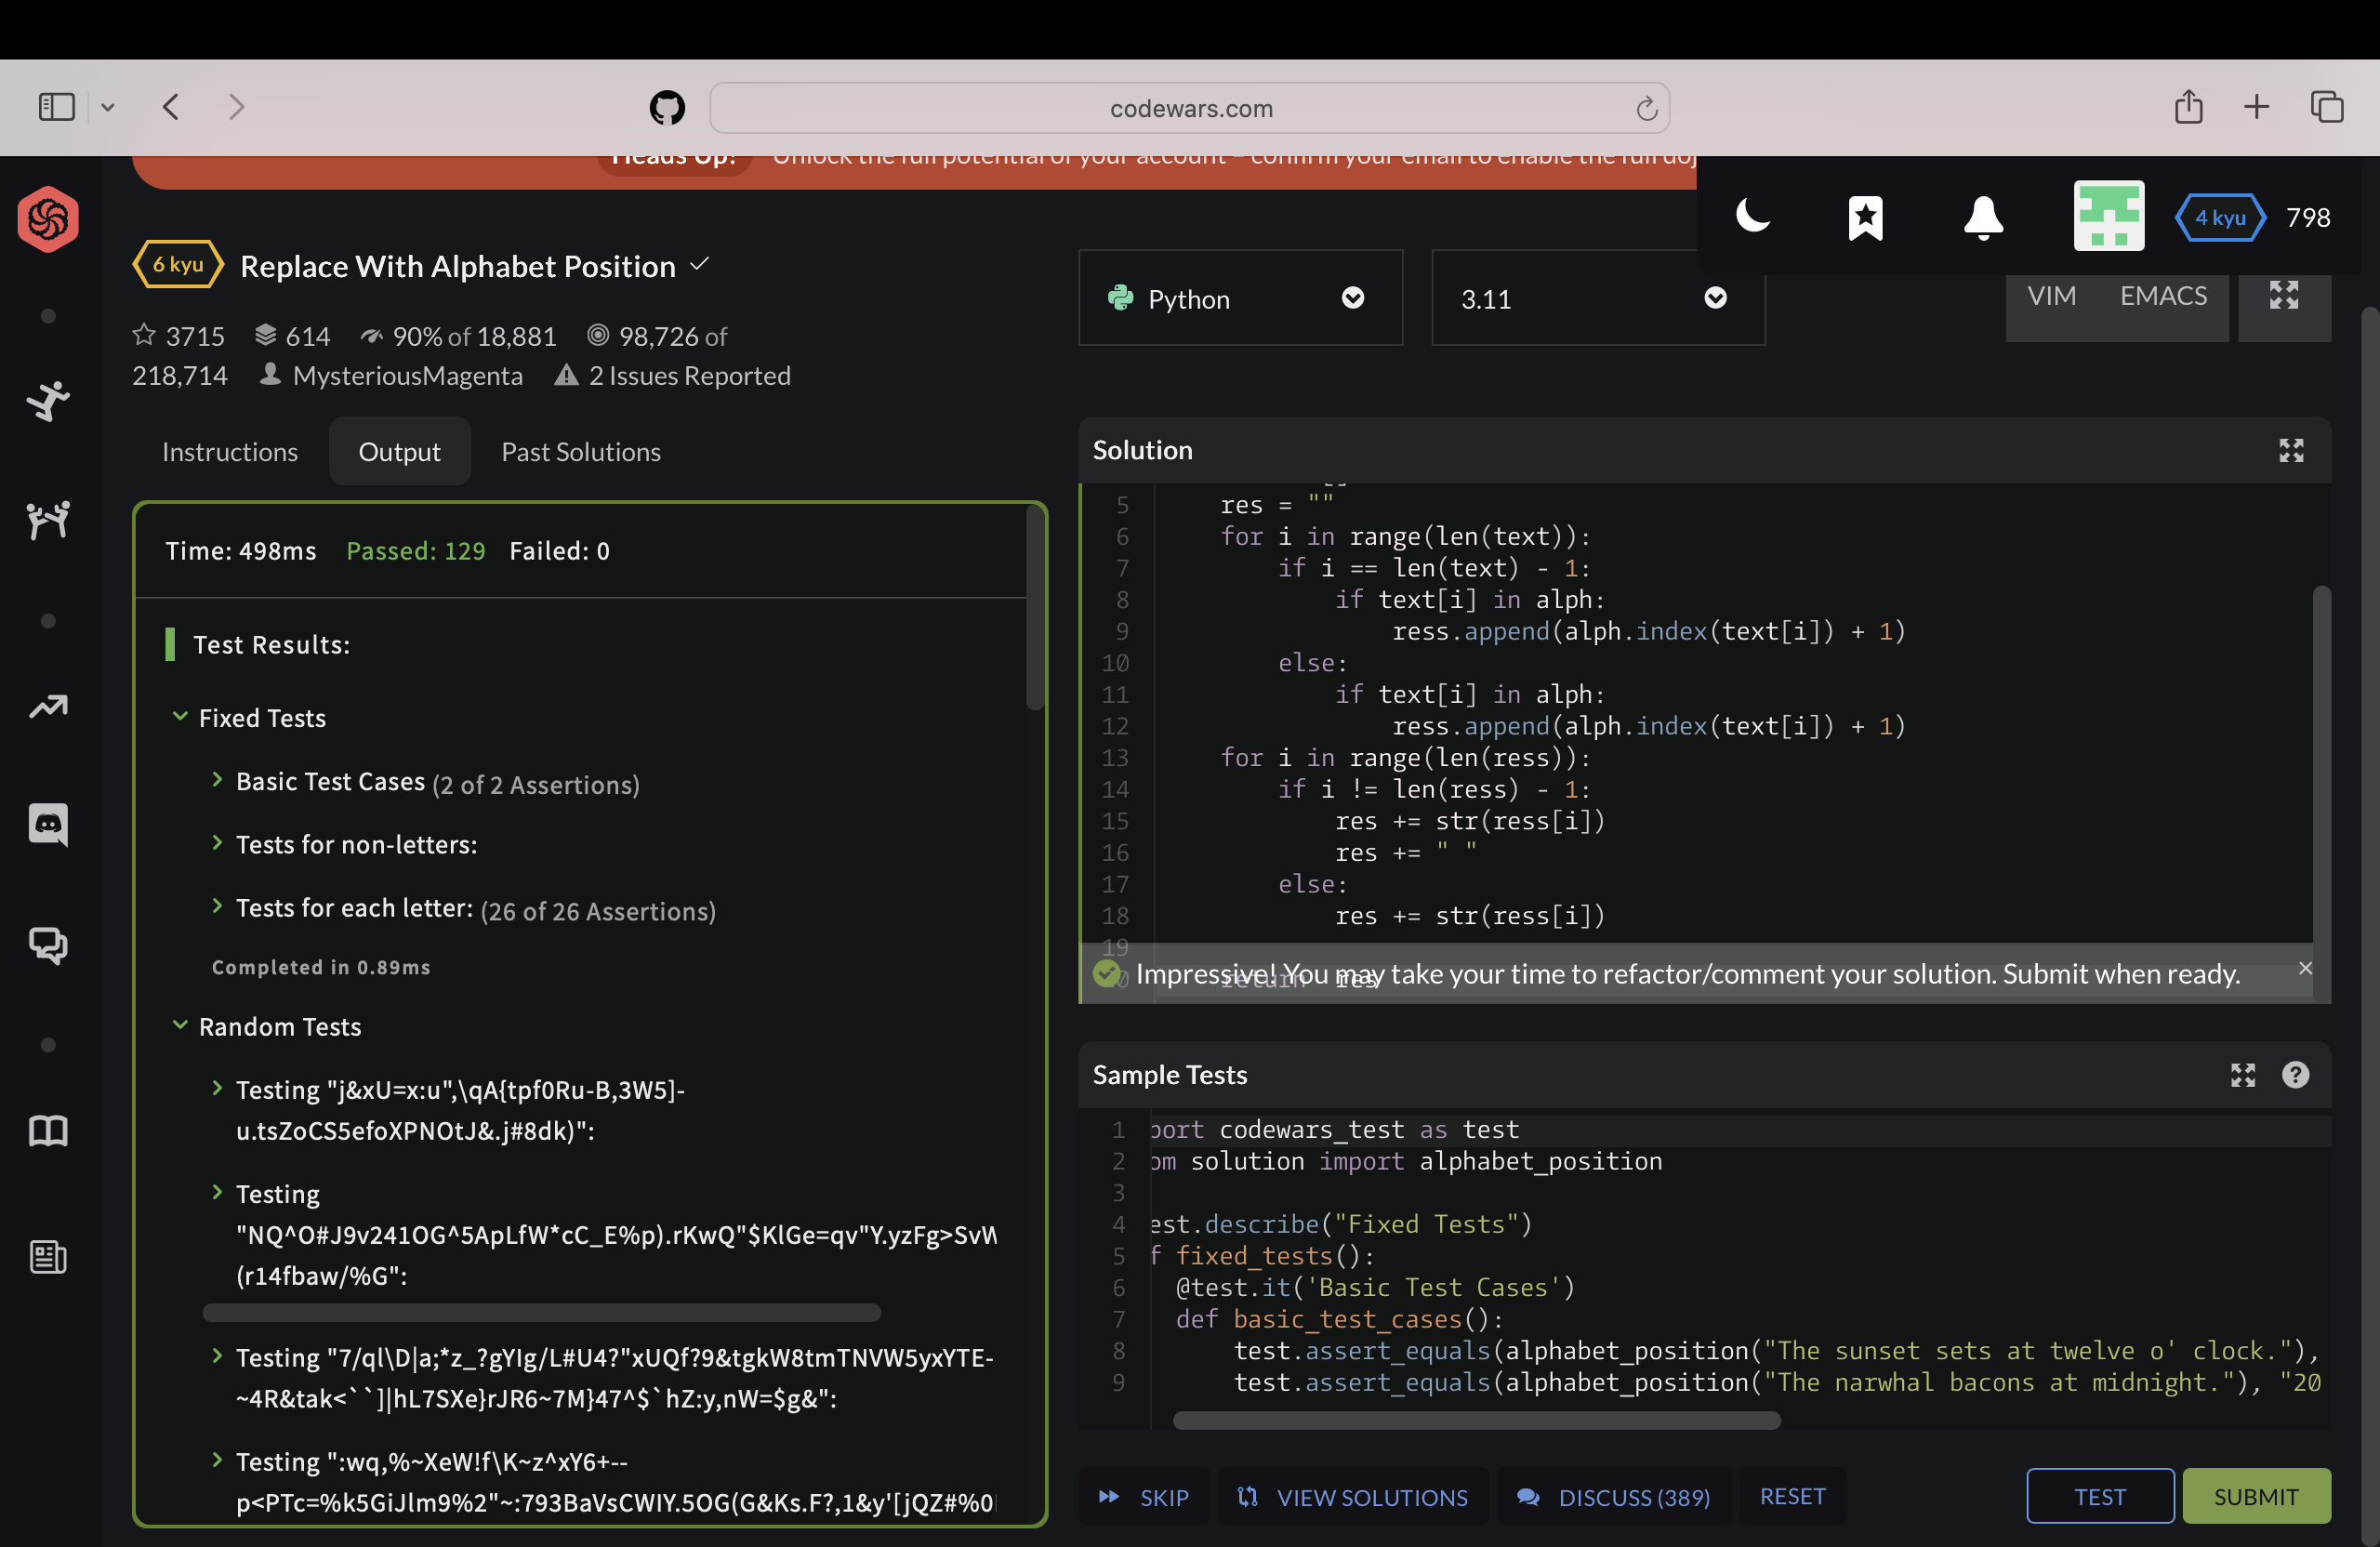 codewars.com
Heads Up! Unlock the full potential of your account – confirm your email to enable the full doj
4 kyu 798
6 kyu Replace With Alphabet Position
3715 614 90% of 18,881 98,726 of
218,714 MysteriousMagenta 2 Issues Reported
Python
3.11
VIM EMACS
Instructions Output Past Solutions
Time: 498ms Passed: 129 Failed: 0
Test Results:
Fixed Tests
Basic Test Cases (2 of 2 Assertions)
Tests for non-letters:
Tests for each letter: (26 of 26 Assertions)
Completed in 0.89ms
Random Tests
Testing "j&xU=x:u",\qA{tpf0Ru-B,3W5]-
u.tsZoCS5efoXPNOtJ&.j#8dk)":
Testing
"NQ^O#J9v241OG^5ApLfW*cC_E%p).rKwQ"$KlGe=qv"Y.yzFg>SvW
(r14fbaw/%G":
Testing "7/ql\D|a;*z_?gYIg/L#U4?"xUQf?9&tgkW8tmTNVW5yxYTE-
~4R&tak<``]|hL7SXe}rJR6~7M}47^$`hZ:y,nW=$g&":
Testing ":wq,%~XeW!f\K~z^xY6+--
p<PTc=%k5GiJlm9%2"~:793BaVsCWIY.5OG(G&Ks.F?,1&y'[jQZ#%0
Solution
5 res = ""
6 for i in range(len(text)):
7 if i == len(text) - 1:
8 if text[i] in alph:
9 ress.append(alph.index(text[i]) + 1)
10 else:
11 if text[i] in alph:
12 ress.append(alph.index(text[i]) + 1)
13 for i in range(len(ress)):
14 if i != len(ress) - 1:
15 res += str(ress[i])
16 res += " "
17 else:
18 res += str(ress[i])
19
return res
Impressive! You may take your time to refactor/comment your solution. Submit when ready.
Sample Tests
1 port codewars_test as test
2 om solution import alphabet_position
3
4 est.describe("Fixed Tests")
5 f fixed_tests():
6 @test.it('Basic Test Cases')
7 def basic_test_cases():
8 test.assert_equals(alphabet_position("The sunset sets at twelve o' clock."),
9 test.assert_equals(alphabet_position("The narwhal bacons at midnight."), "20
SKIP VIEW SOLUTIONS DISCUSS (389) RESET TEST SUBMIT